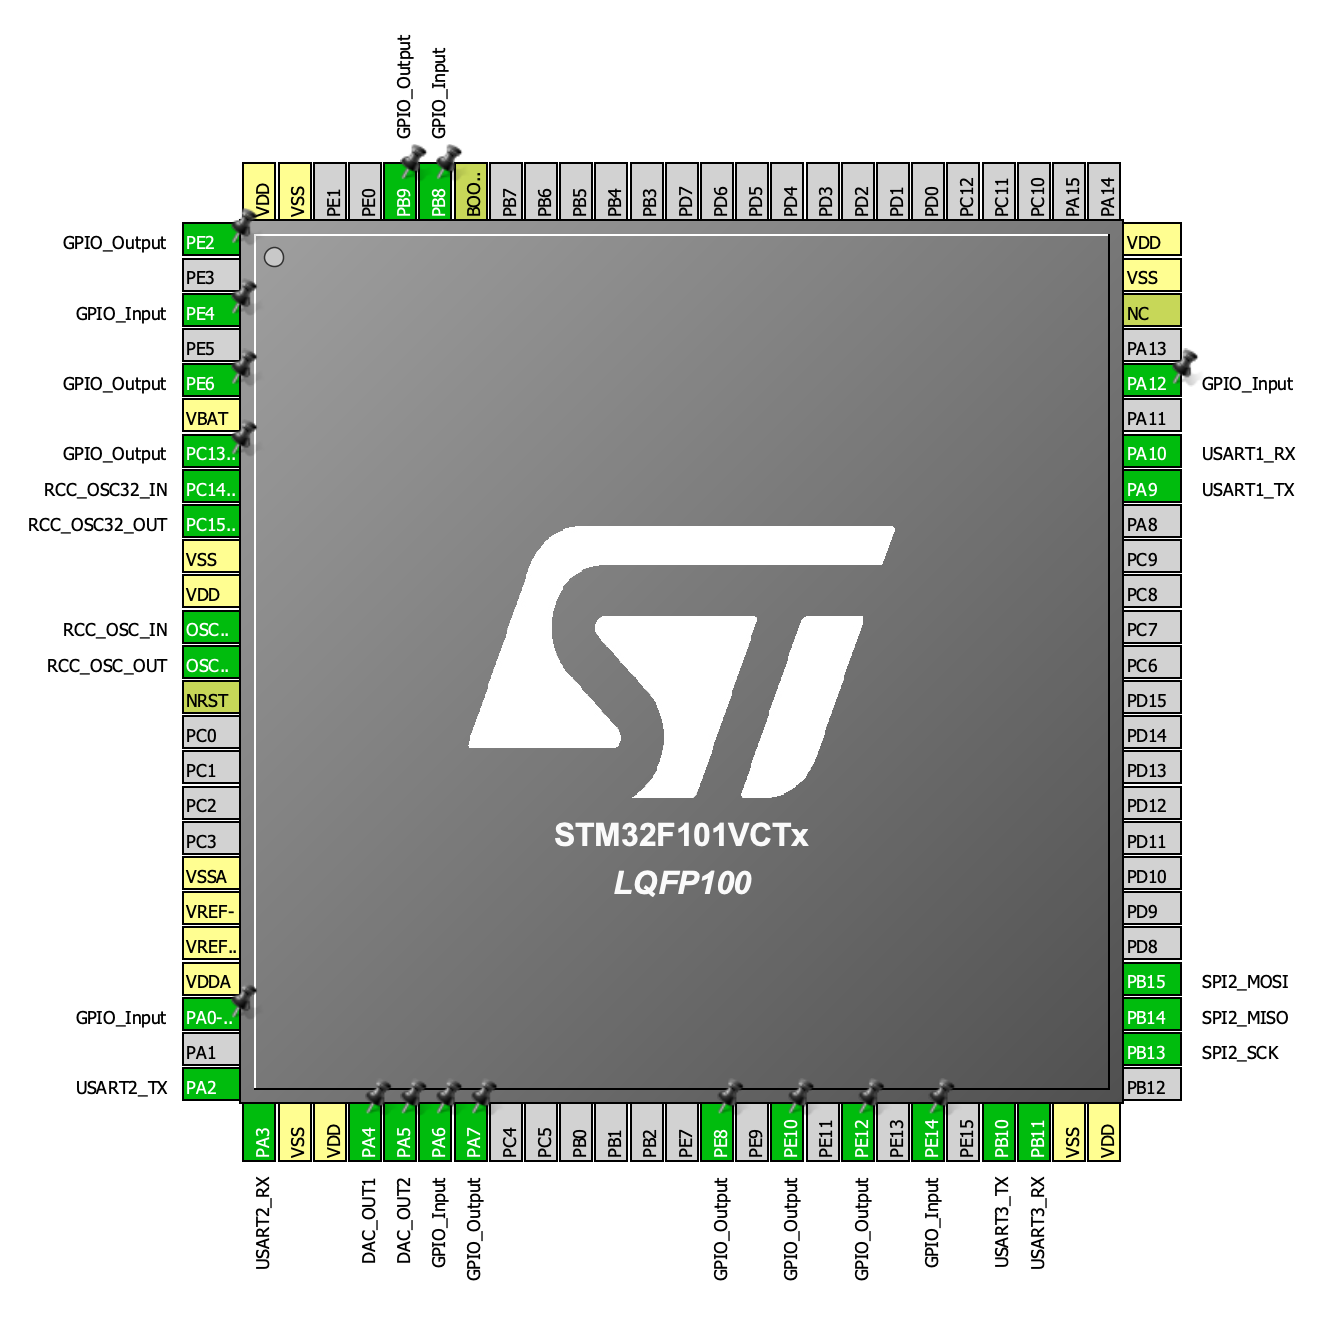 GPIO_Output
GPIO_Input
VDD
VSS
PE1
PE0
PB9
PB8
BOO..
PB7
PB6
PB5
PB4
PB3
PD7
PD6
PD5
PD4
PD3
PD2
PD1
PD0
PC12
PC11
PC10
PA15
PA14
GPIO_Output PE2
PE3
GPIO_Input PE4
PE5
GPIO_Output PE6
VBAT
GPIO_Output PC13..
RCC_OSC32_IN PC14..
RCC_OSC32_OUT PC15..
VSS
VDD
RCC_OSC_IN OSC..
RCC_OSC_OUT OSC..
NRST
PC0
PC1
PC2
PC3
VSSA
VREF-
VREF..
VDDA
GPIO_Input PA0-..
PA1
USART2_TX PA2
VDD
VSS
NC
PA13
PA12 GPIO_Input
PA11
PA10 USART1_RX
PA9 USART1_TX
PA8
PC9
PC8
PC7
PC6
PD15
PD14
PD13
PD12
PD11
PD10
PD9
PD8
PB15 SPI2_MOSI
PB14 SPI2_MISO
PB13 SPI2_SCK
PB12
STM32F101VCTx
LQFP100
PA3
VSS
VDD
PA4
PA5
PA6
PA7
PC4
PC5
PB0
PB1
PB2
PE7
PE8
PE9
PE10
PE11
PE12
PE13
PE14
PE15
PB10
PB11
VSS
VDD
USART2_RX
DAC_OUT1
DAC_OUT2
GPIO_Input
GPIO_Output
GPIO_Output
GPIO_Output
GPIO_Output
GPIO_Input
USART3_TX
USART3_RX